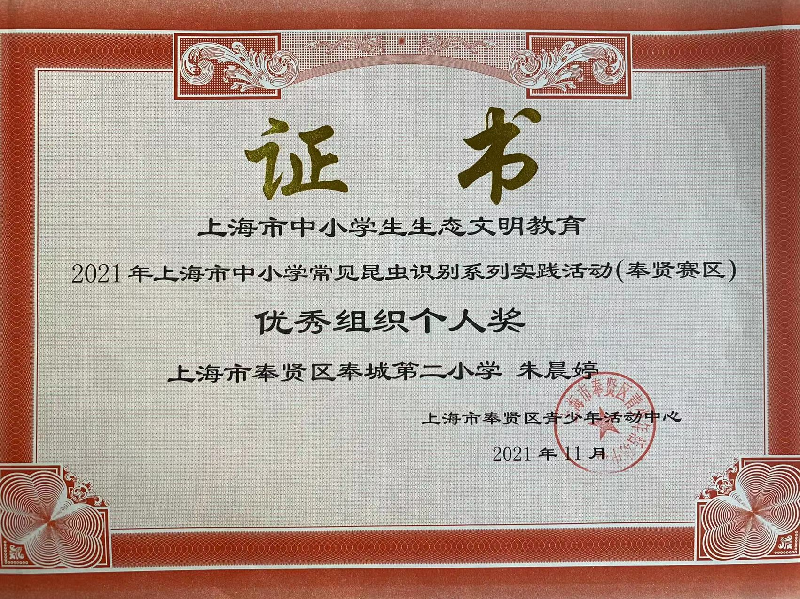 证书
上海市中小学生生态文明教育
2021年上海市中小学常见昆虫识别系列实践活动(奉贤赛区)
优秀组织个人奖
上海市奉贤区奉城第二小学 朱晨婷
上海市奉贤区青少年活动中心
2021年11月